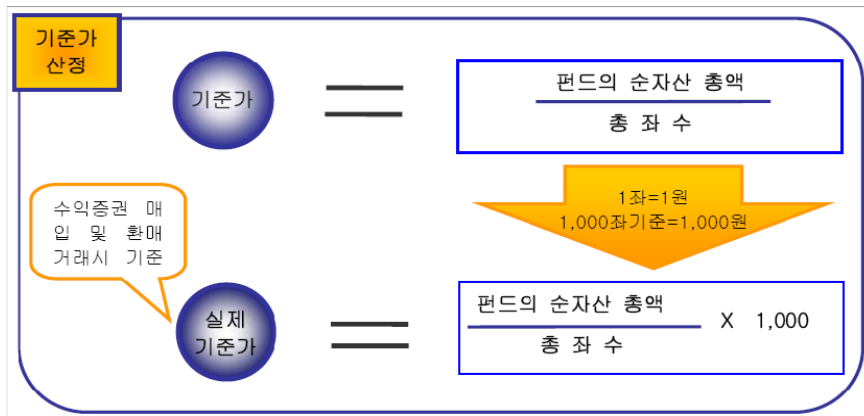 기준가
산정
기준가
펀드의 순자산 총액
총 좌 수
1좌=1원
1,000좌기준=1,000원
수익증권 매
입 및 환매
거래시 기준
실제
기준가
펀드의 순자산 총액
총 좌 수
X 1,000